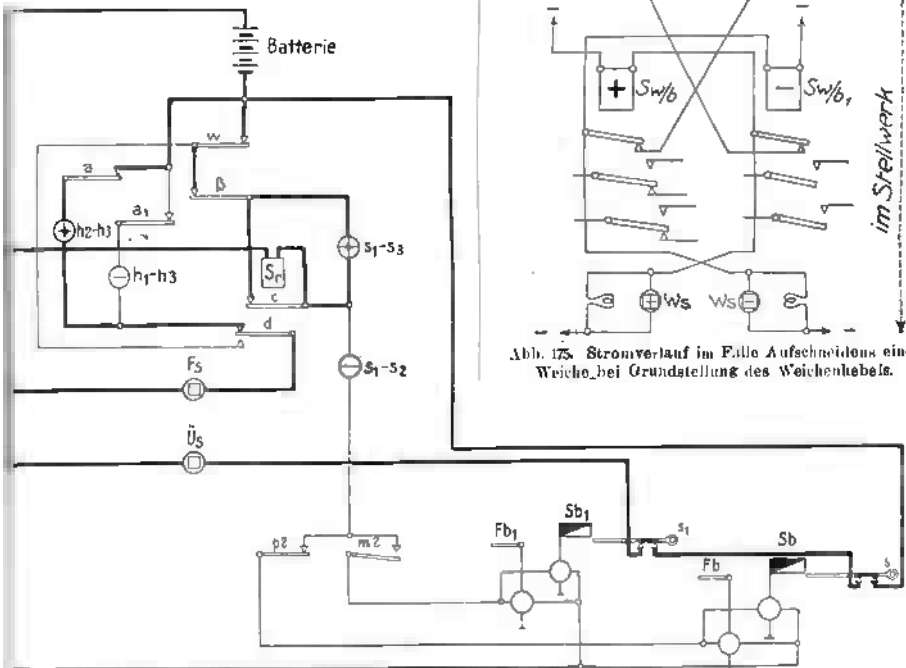 Batterie
w
a
β
a1
h2-h3
s1-s3
h1-h3
Sr
c
d
s1-s2
Fs
Üs
p2
m2
Fb1
Sb1
s1
Fb
Sb
s
+
Sw/b
−
Sw/b1
im Stellwerk
Ws
Ws
Abb. 175. Stromverlauf im Falle Aufschneidens ein
Weiche bei Grundstellung des Weichenhebels.